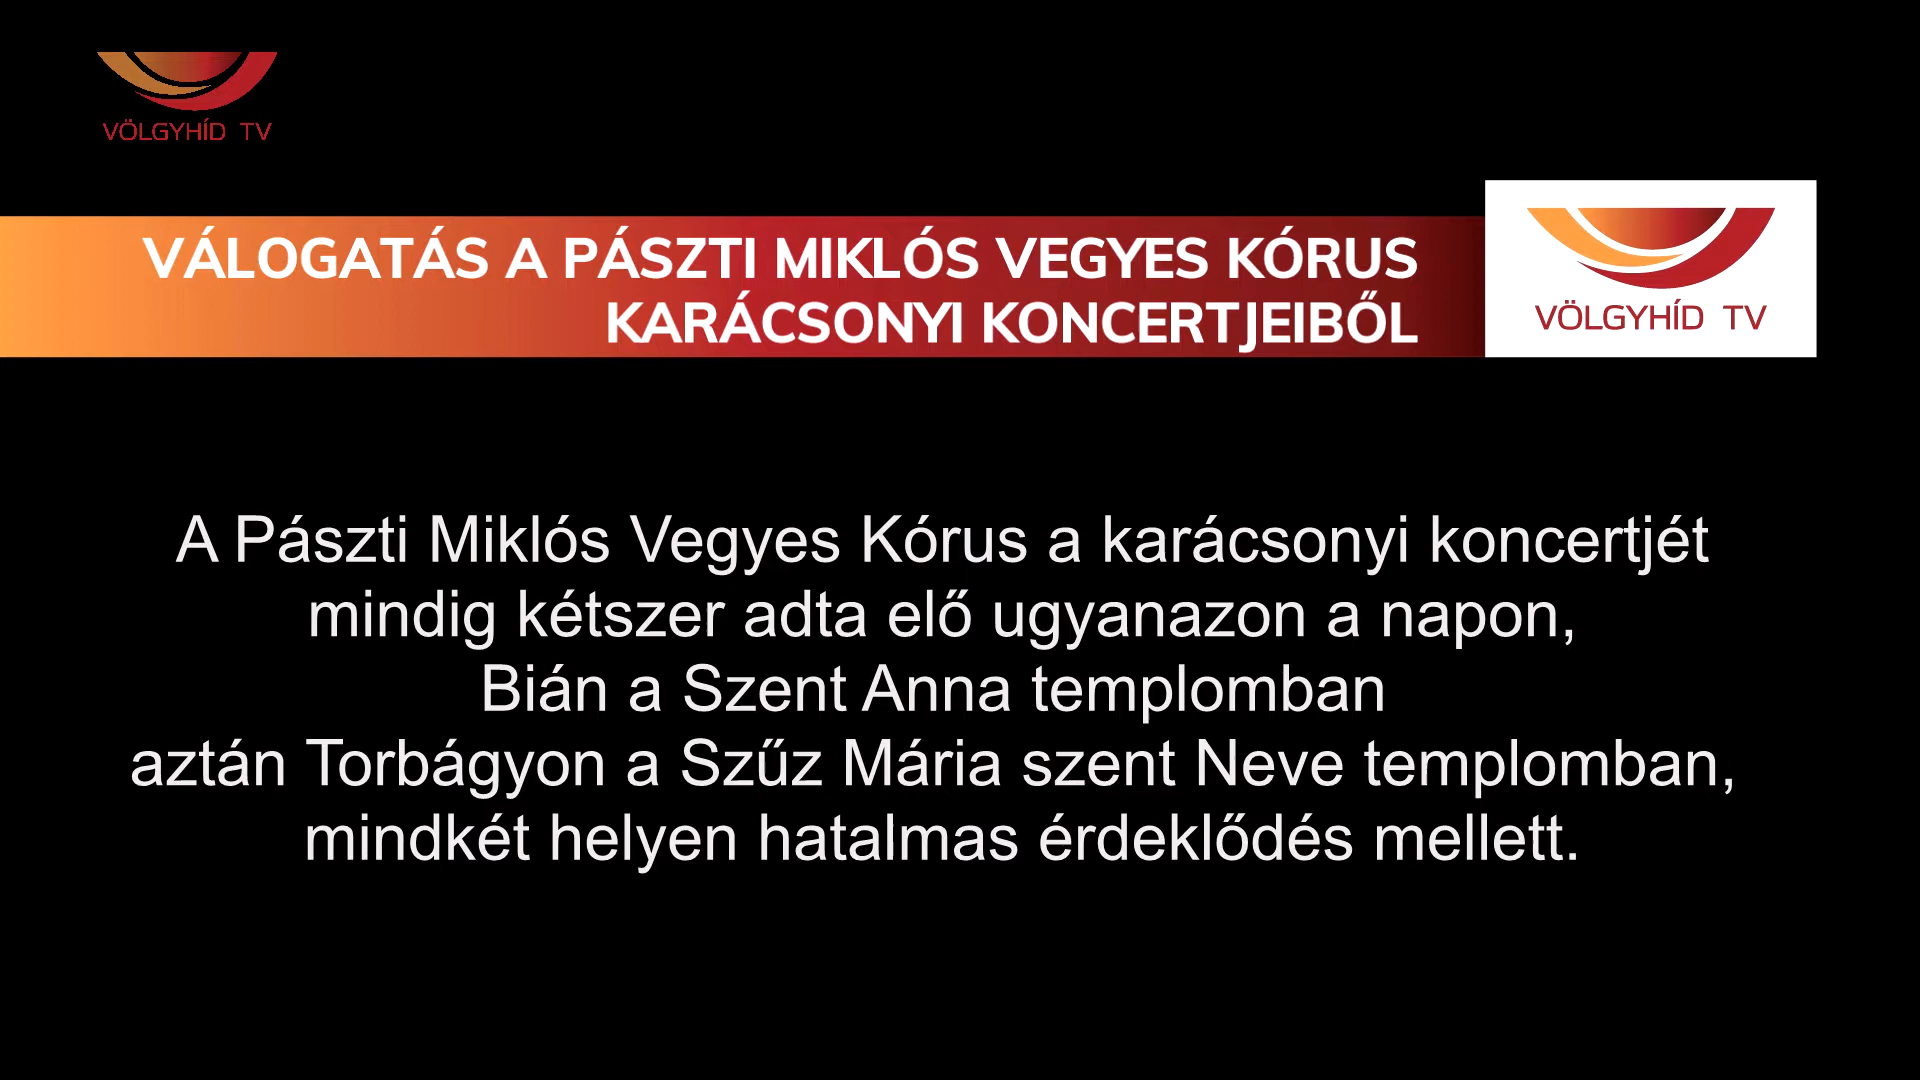 VÖLGYHÍD TV
VÁLOGATÁS A PÁSZTI MIKLÓS VEGYES KÓRUS
KARÁCSONYI KONCERTJEIBŐL
VÖLGYHÍD TV
A Pászti Miklós Vegyes Kórus a karácsonyi koncertjét
mindig kétszer adta elő ugyanazon a napon,
Bián a Szent Anna templomban
aztán Torbágyon a Szűz Mária szent Neve templomban,
mindkét helyen hatalmas érdeklődés mellett.